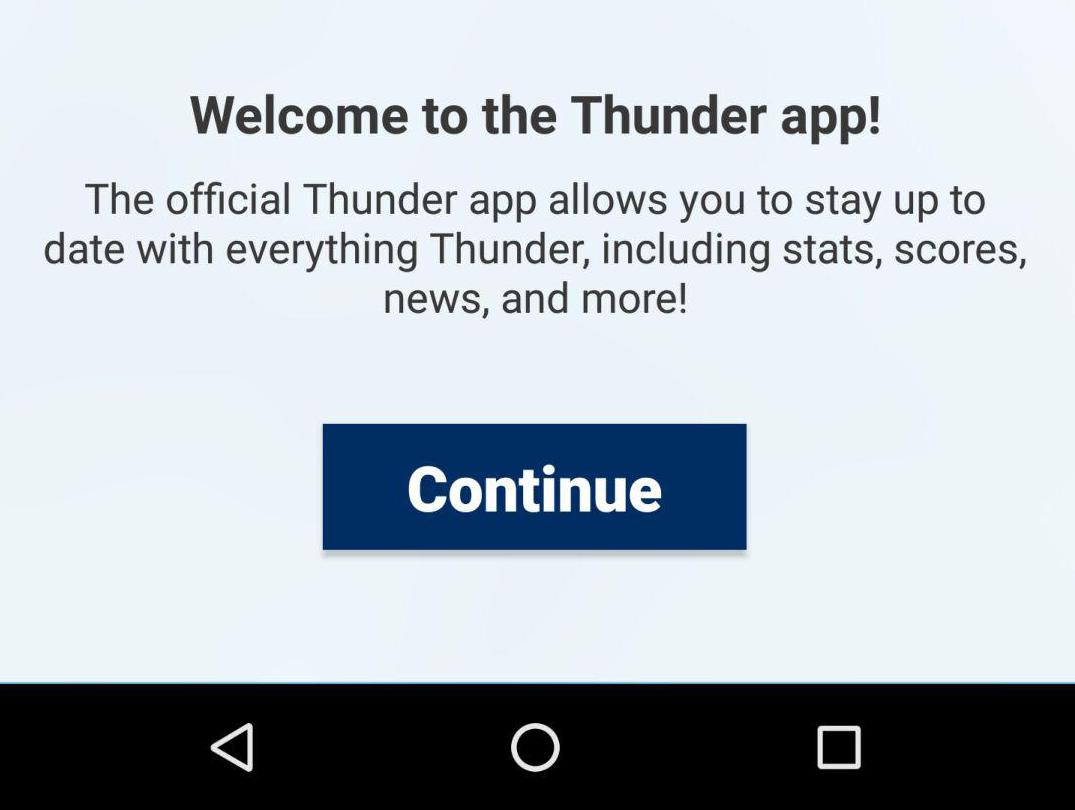 Welcome to the Thunder app!
The official Thunder app allows you to stay up to
date with everything Thunder, including stats, scores,
news, and more!
Continue